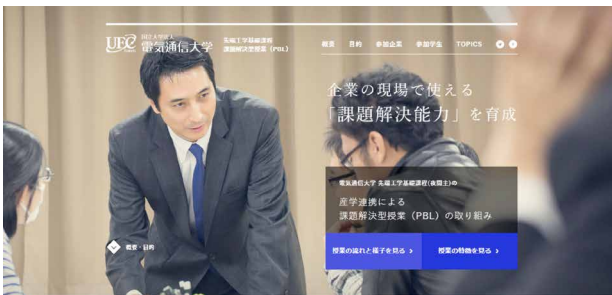 UEC 国立大学法人
電気通信大学
先端工学基礎課程
課題解決型授業（PBL）
概要 目的 参加企業 参加学生 TOPICS
企業の現場で使える
「課題解決能力」を育成
電気通信大学 先端工学基礎課程(夜間主)の
産学連携による
課題解決型授業（PBL）の取り組み
概要・目的
授業の流れと様子を見る ›
授業の特徴を見る ›